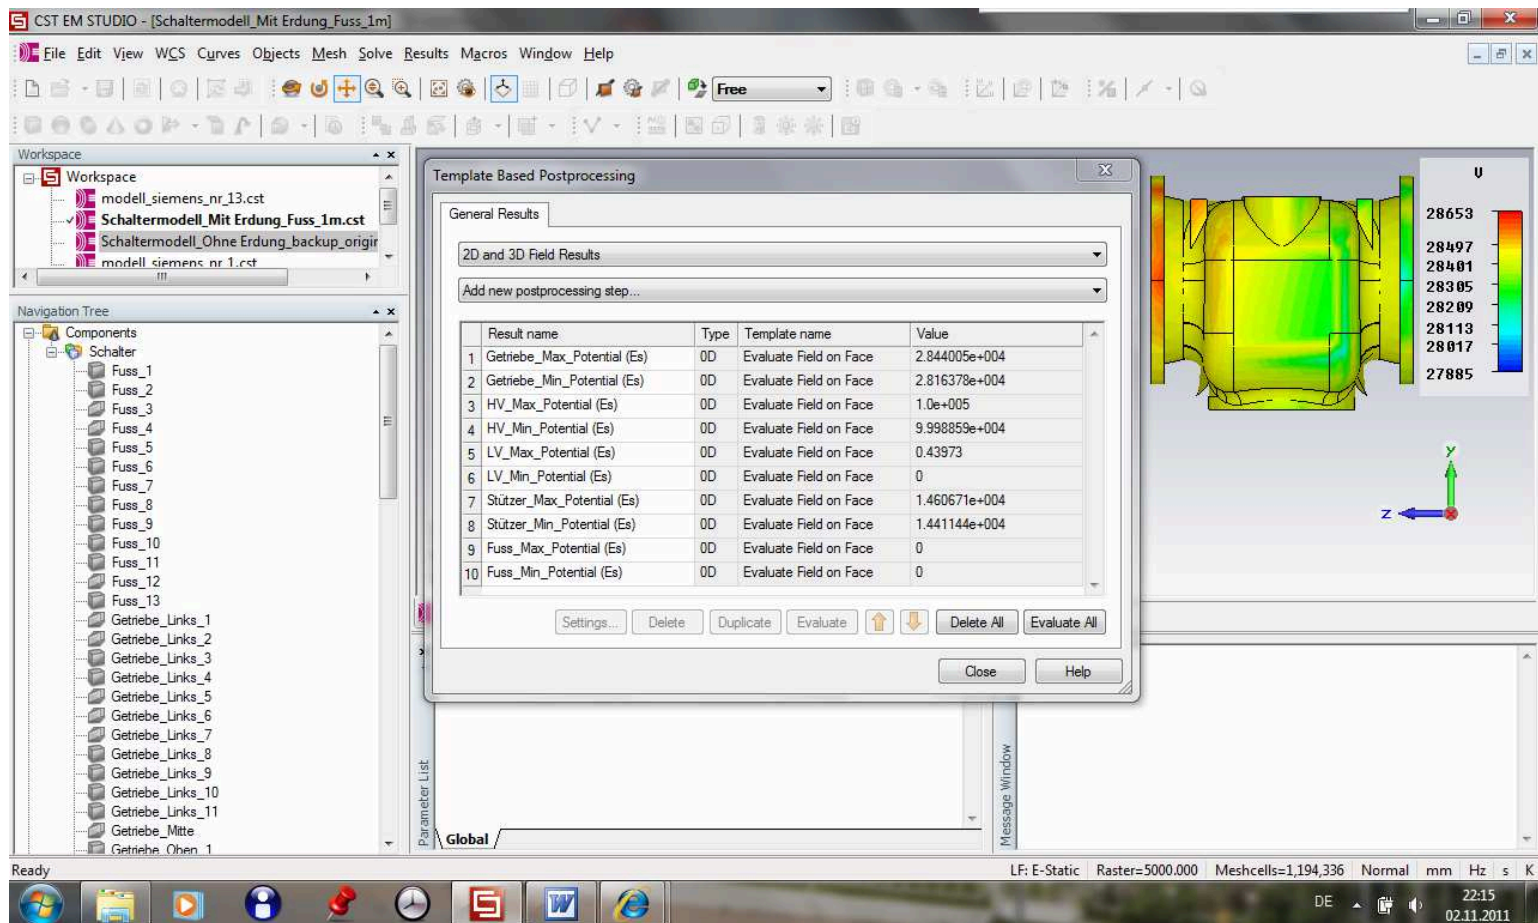 CST EM STUDIO - [Schaltermodell_Mit Erdung_Fuss_1m]
File Edit View WCS Curves Objects Mesh Solve Results Macros Window Help
Free
Workspace
Workspace
modell_siemens_nr_13.cst
Schaltermodell_Mit Erdung_Fuss_1m.cst
Schaltermodell_Ohne Erdung_backup_origir
modell siemens nr 1.cst
Navigation Tree
Components
Schalter
Fuss_1
Fuss_2
Fuss_3
Fuss_4
Fuss_5
Fuss_6
Fuss_7
Fuss_8
Fuss_9
Fuss_10
Fuss_11
Fuss_12
Fuss_13
Getriebe_Links_1
Getriebe_Links_2
Getriebe_Links_3
Getriebe_Links_4
Getriebe_Links_5
Getriebe_Links_6
Getriebe_Links_7
Getriebe_Links_8
Getriebe_Links_9
Getriebe_Links_10
Getriebe_Links_11
Getriebe_Mitte
Getriebe_Oben_1
Template Based Postprocessing
General Results
2D and 3D Field Results
Add new postprocessing step...
Result name Type Template name Value
1 Getriebe_Max_Potential (Es) 0D Evaluate Field on Face 2.844005e+004
2 Getriebe_Min_Potential (Es) 0D Evaluate Field on Face 2.816378e+004
3 HV_Max_Potential (Es) 0D Evaluate Field on Face 1.0e+005
4 HV_Min_Potential (Es) 0D Evaluate Field on Face 9.998859e+004
5 LV_Max_Potential (Es) 0D Evaluate Field on Face 0.43973
6 LV_Min_Potential (Es) 0D Evaluate Field on Face 0
7 Stützer_Max_Potential (Es) 0D Evaluate Field on Face 1.460671e+004
8 Stützer_Min_Potential (Es) 0D Evaluate Field on Face 1.441144e+004
9 Fuss_Max_Potential (Es) 0D Evaluate Field on Face 0
10 Fuss_Min_Potential (Es) 0D Evaluate Field on Face 0
Settings... Delete Duplicate Evaluate Delete All Evaluate All
Close Help
V
28653
28497
28401
28305
28209
28113
28017
27885
y
z
Parameter List
Global
Message Window
Ready
LF: E-Static Raster=5000.000 Meshcells=1,194,336 Normal mm Hz s K
DE
22:15
02.11.2011